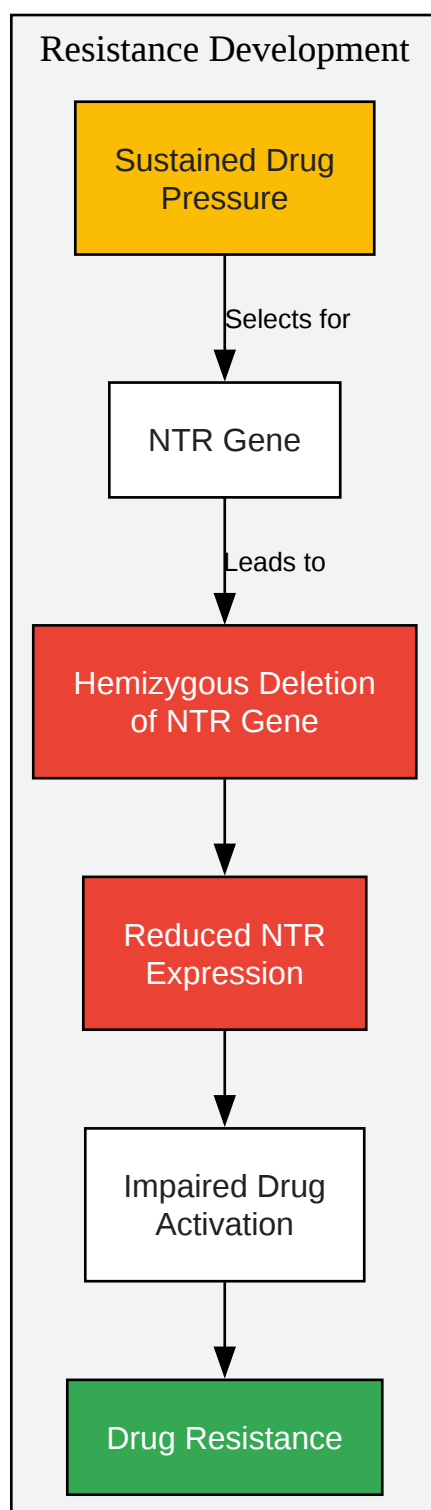 Resistance Development
Sustained Drug
Pressure
Selects for
NTR Gene
Leads to
Hemizygous Deletion
of NTR Gene
Reduced NTR
Expression
Impaired Drug
Activation
Drug Resistance